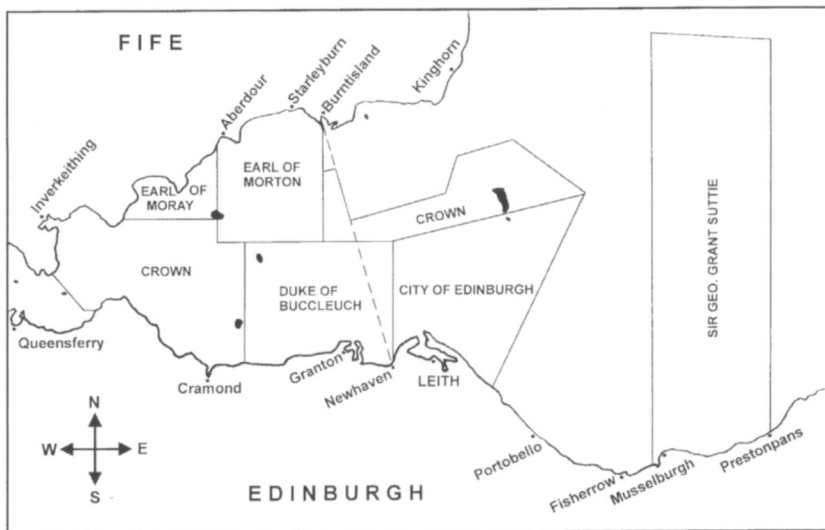 FIFE
Kinghorn
Starleyburn
Burntisland
Aberdour
Inverkeithing
EARL OF
MORTON
EARL OF
MORAY
CROWN
CROWN
DUKE OF
BUCCLEUCH
CITY OF EDINBURGH
SIR GEO. GRANT SUTTIE
Queensferry
Cramond
Granton
Newhaven
LEITH
Portobello
Fisherrow
Musselburgh
Prestonpans
N
W E
S
EDINBURGH